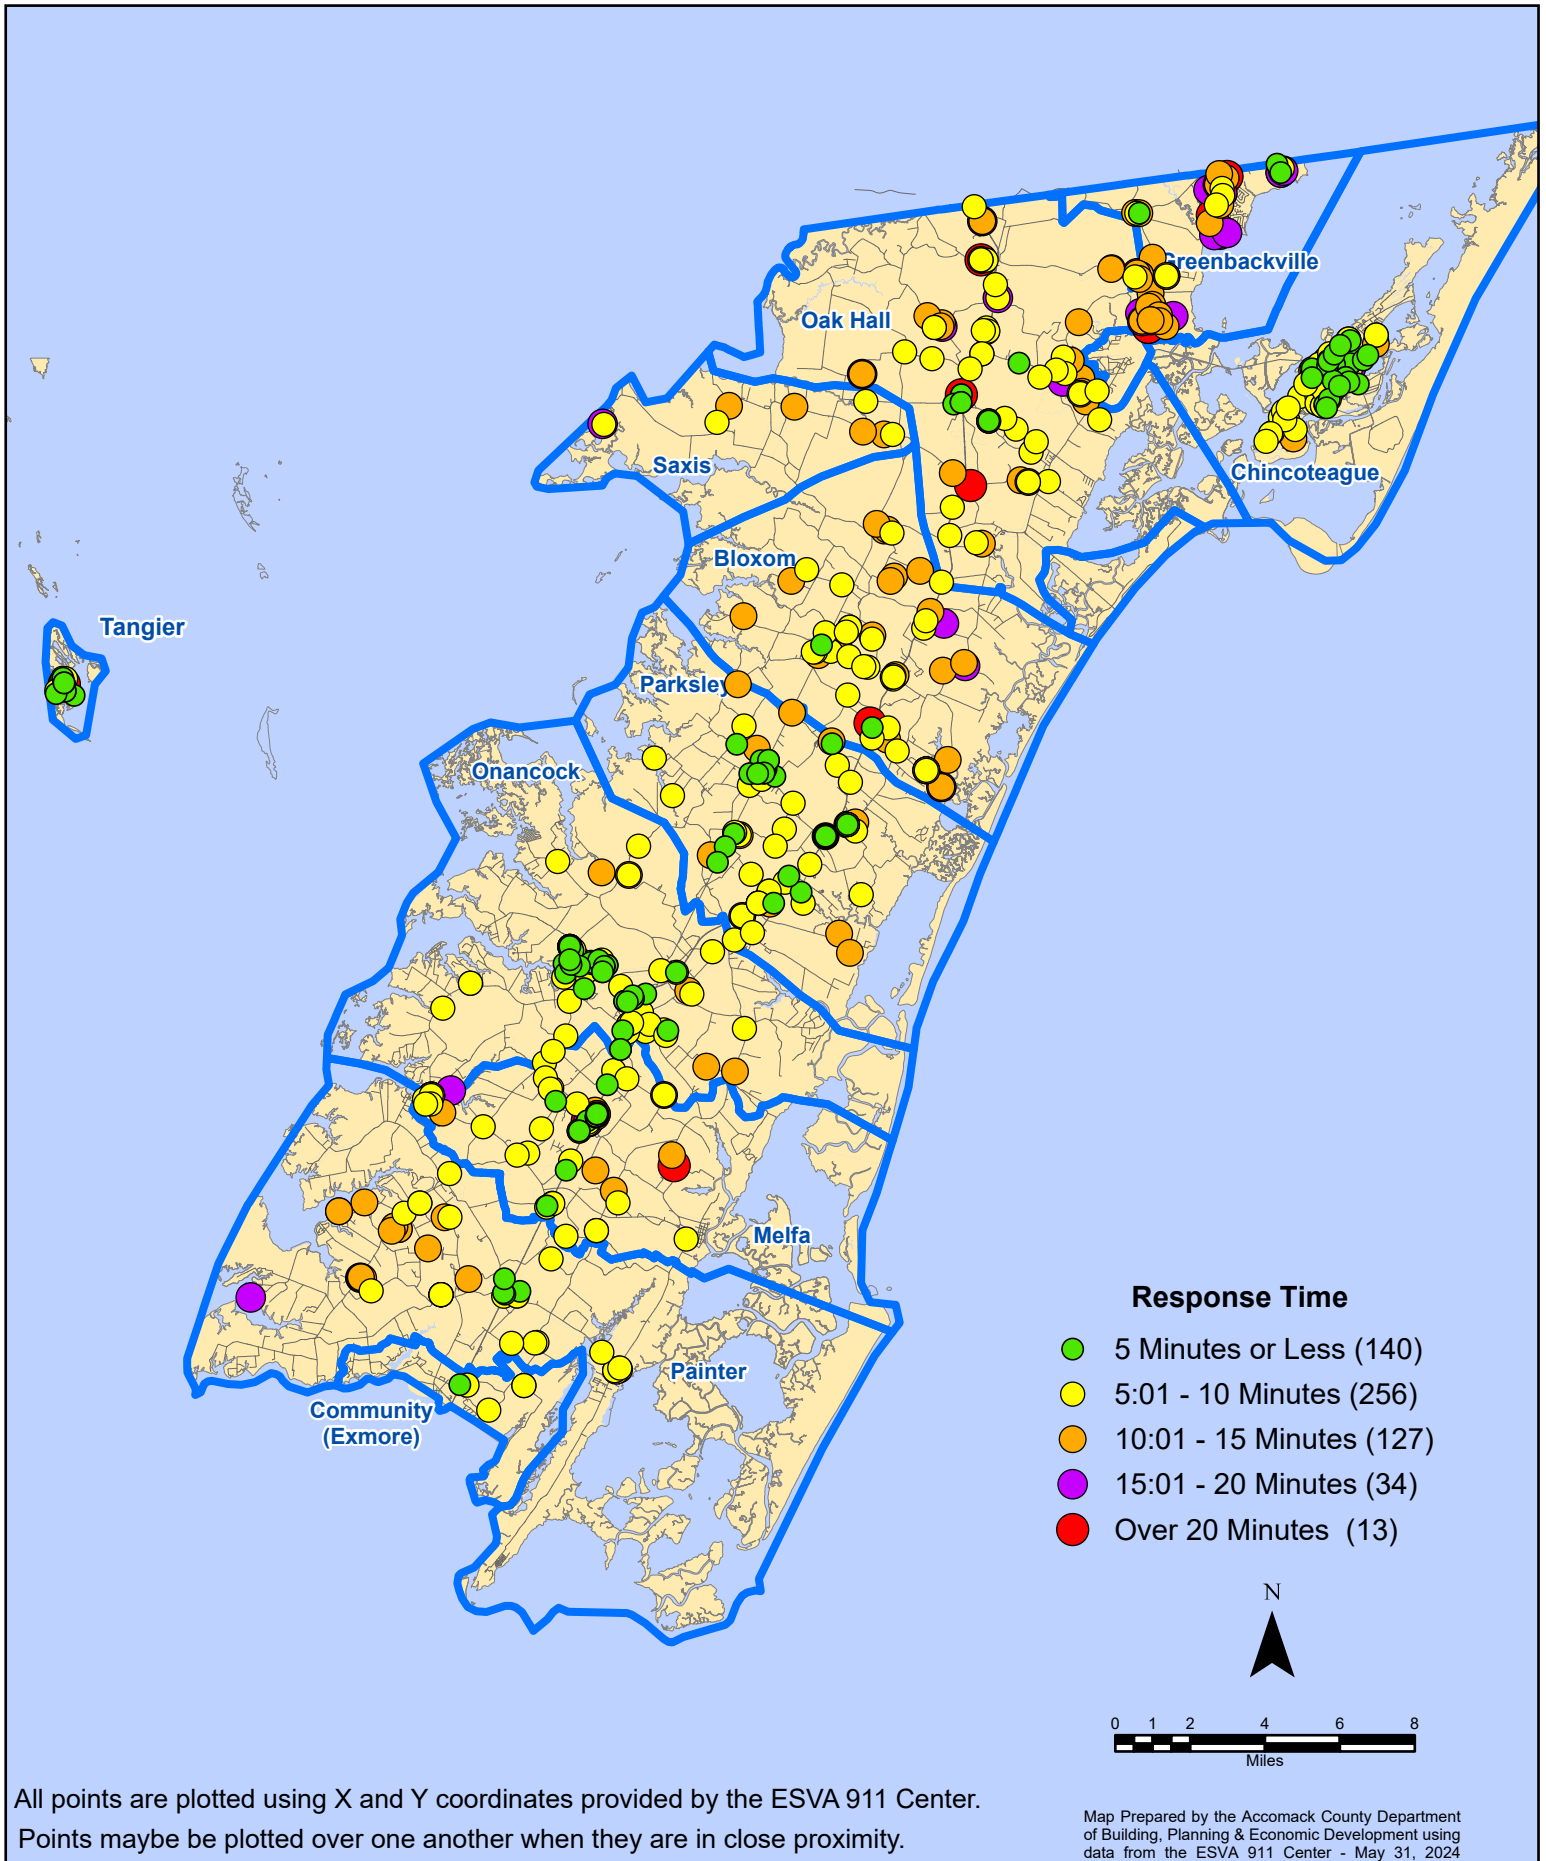 Greenbackville
Oak Hall
Saxis
Chincoteague
Bloxom
Tangier
Parksley
Onancock
Melfa
Painter
Community
(Exmore)
Response Time
5 Minutes or Less (140)
5:01 - 10 Minutes (256)
10:01 - 15 Minutes (127)
15:01 - 20 Minutes (34)
Over 20 Minutes (13)
N
0 1 2 4 6 8
Miles
All points are plotted using X and Y coordinates provided by the ESVA 911 Center.
Points maybe be plotted over one another when they are in close proximity.
Map Prepared by the Accomack County Department
of Building, Planning & Economic Development using
data from the ESVA 911 Center - May 31, 2024